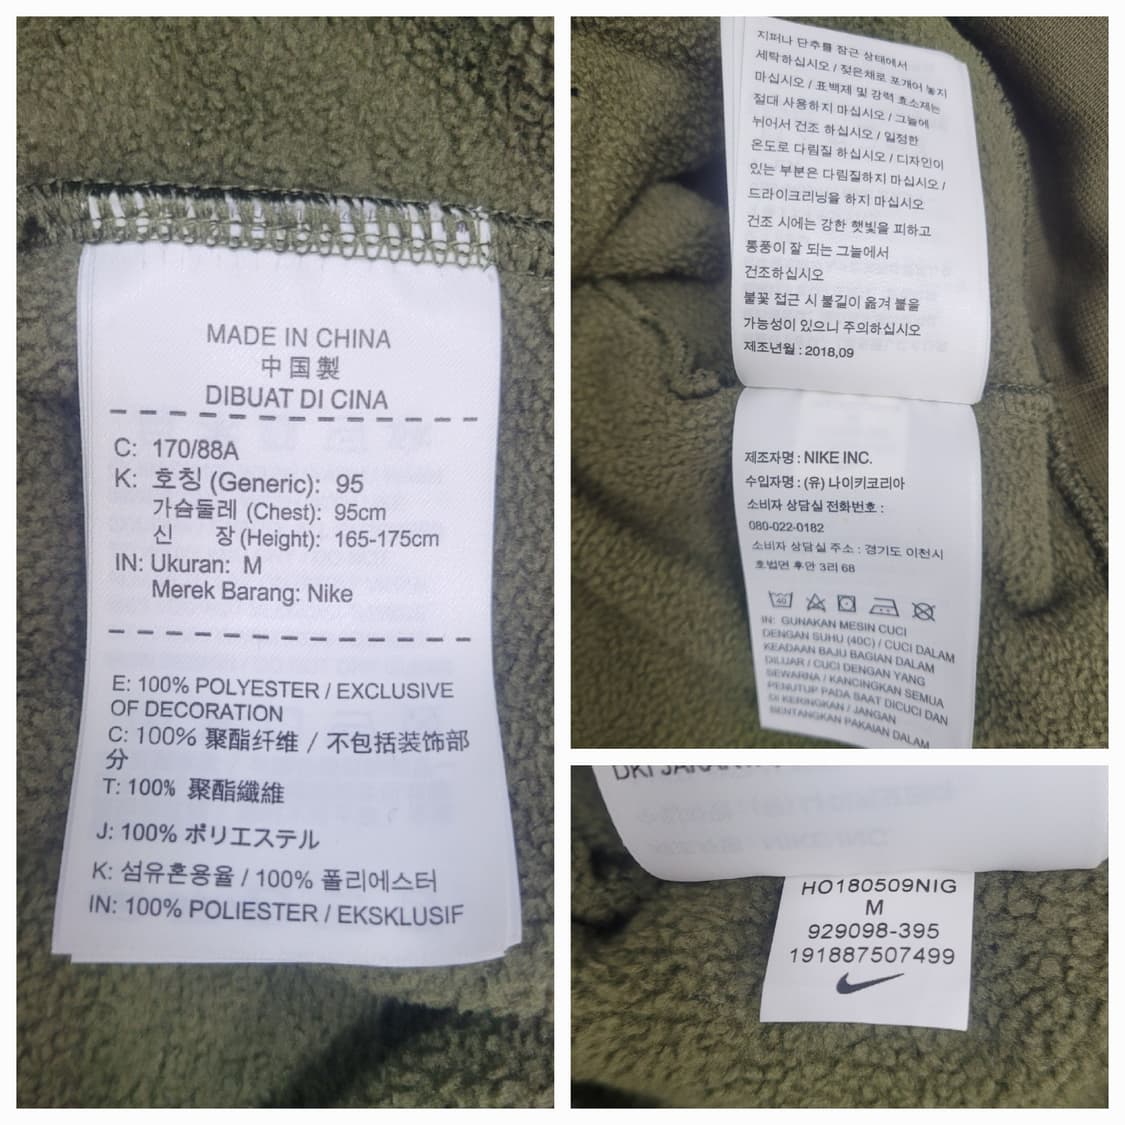 MADE IN CHINA
中国製
DIBUAT DI CINA
C: 170/88A
K: 호칭 (Generic): 95
가슴둘레 (Chest): 95cm
신 장 (Height): 165-175cm
IN: Ukuran: M
Merek Barang: Nike
E: 100% POLYESTER / EXCLUSIVE
OF DECORATION
C: 100% 聚酯纤维 / 不包括装饰部
分
T: 100% 聚酯纖維
J: 100% ポリエステル
K: 섬유혼용율 / 100% 폴리에스터
IN: 100% POLIESTER / EKSKLUSIF
지퍼나 단추를 잠근 상태에서
세탁하십시오 / 젖은채로 포개어 놓지
마십시오 / 표백제 및 강력 효소제는
절대 사용하지 마십시오 / 그늘에
뉘어서 건조 하십시오 / 일정한
온도로 다림질 하십시오 / 디자인이
있는 부분은 다림질하지 마십시오 /
드라이크리닝을 하지 마십시오
건조 시에는 강한 햇빛을 피하고
통풍이 잘 되는 그늘에서
건조하십시오
불꽃 접근 시 불길이 옮겨 붙을
가능성이 있으니 주의하십시오
제조년월 : 2018,09
제조자명 : NIKE INC.
수입자명 : (유) 나이키코리아
소비자 상담실 전화번호 :
080-022-0182
소비자 상담실 주소 : 경기도 이천시
호법면 후안 3리 68
40
IN: GUNAKAN MESIN CUCI
DENGAN SUHU (40C) / CUCI DALAM
KEADAAN BAJU BAGIAN DALAM
DILUAR / CUCI DENGAN YANG
SEWARNA / KANCINGKAN SEMUA
PENUTUP PADA SAAT DICUCI DAN
DI KERINGKAN / JANGAN
BENTANGKAN PAKAIAN DALAM
DKI
HO180509NIG
M
929098-395
191887507499